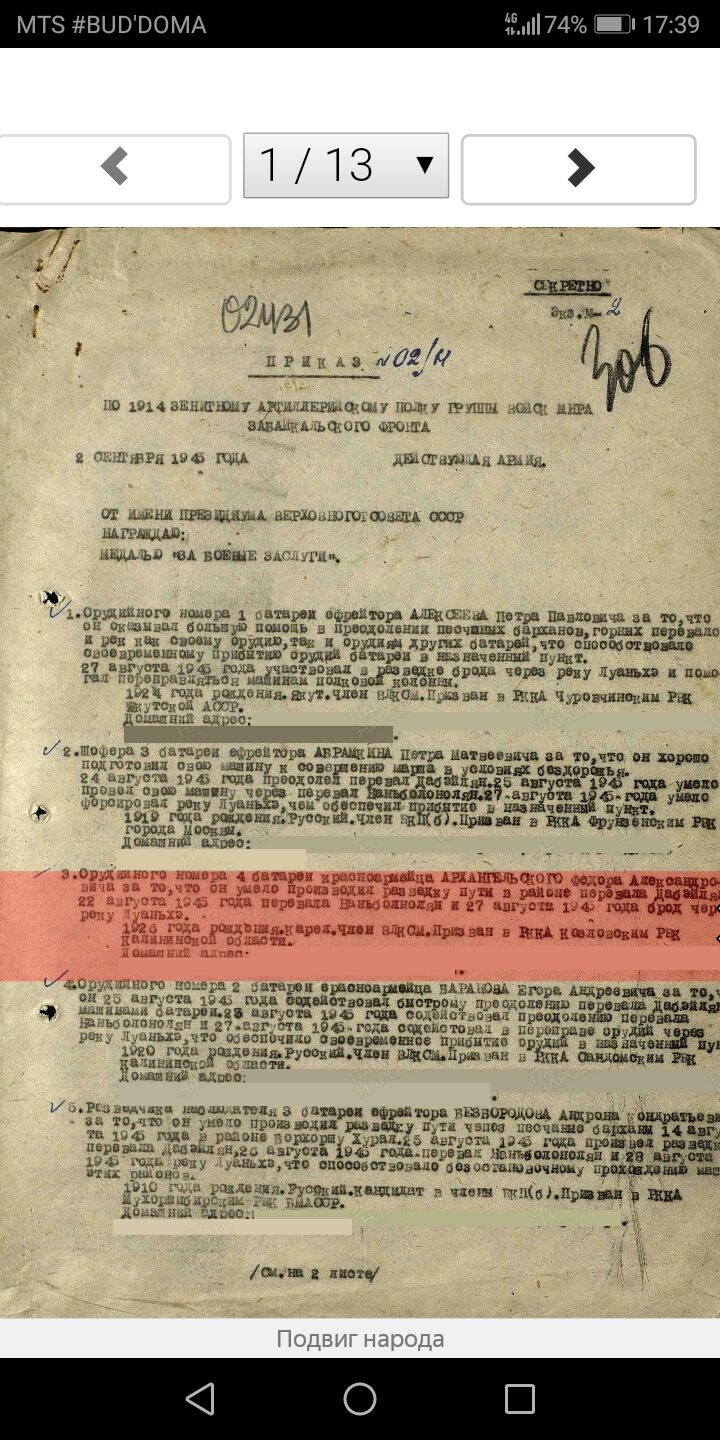 MTS #BUD'DOMA 4G 74% 17:39
1 / 13
СЕКРЕТНО
Экз.№ 2
02431
ПРИКАЗ №02/Н
ПО 1914 ЗЕНИТНОМУ АРТИЛЛЕРИЙСКОМУ ПОЛКУ ГРУППЫ ВОЙСК МНРА
ЗАБАЙКАЛЬСКОГО ФРОНТА
2 СЕНТЯБРЯ 1945 ГОДА ДЕЙСТВУЮЩАЯ АРМИЯ.
ОТ ИМЕНИ ПРЕЗИДИУМА ВЕРХОВНОГО СОВЕТА СССР
НАГРАЖДАЮ:
МЕДАЛЬЮ "ЗА БОЕВЫЕ ЗАСЛУГИ".
1.Орудийного номера 1 батареи ефрейтора АЛЕКСЕЕВА Петра Павловича за то,что
он оказывал большую помощь в преодолении песчаных барханов,горных перевало
и рек как своему орудию,так и орудиям других батарей,что способствовало
своевременному прибытию орудий батареи в назначенный пункт.
27 августа 1945 года участвовал в разведке брода через реку Луаньхэ и помо-
гал переправляться машинам полковой колонны.
1924 года рождения.Якут.Член ВЛКСМ.Призван в РККА Чуровчинским РВК
Якутской АССР.
Домашний адрес:
2.Шофера 3 батареи ефрейтора АБРАМКИНА Петра Матвеевича за то,что он хорошо
подготовил свою машину к совершению марша в условиях бездорожья.
24 августа 1945 года преодолел перевал Дабэйлян.25 августа 1945 года умело
провел свою машину через перевал Наньболонолян.27.августа 1945.года умело
форсировал реку Луаньхэ,чем обеспечил прибытие в назначенный пункт.
1919 года рождения.Русский.Член ВКП(б).Призван в РККА Фрунзенским РВК
города Москвы.
Домашний адрес:
3.Орудийного номера 4 батареи красноармейца АРХАНГЕЛЬСКОГО Федора Александро-
вича за то,что он умело производил разведку пути в районе перевала Дабэйлян
22 августа 1945 года перевала Наньболнолян и 27 августа 1945 года брод чер
реку Луаньхэ.
1926 года рождения.Карел.Член ВЛКСМ.Призван в РККА Козловским РВК
Калининской области.
Домашний адрес:
4.Орудийного номера 2 батареи красноармейца БАРАНОВА Егора Андреевича за то,ч
он 25 августа 1945 года содействовал быстрому преодолению перевала Дабэйлян
машинами батареи.23 августа 1945 года содействовал преодолению перевала
Наньболонолян и 27.августа 1945.года содейстовал в переправе орудий через
реку Луаньхэ,что обеспечило своевременное прибытие орудий в назначенный пун
1920 года рождения.Русский.Член ВЛКСМ.Призван в РККА Сандомским РВК
Калининской области.
Домашний адрес:
5.Разведчика наблюдателя 3 батареи ефрейтора БЕЗБОРОДОВА Андрона Кондратьеви
за то,что он умело производил разведку пути через песчаные барханы 14 авгу
та 1945 года в районе Борхоршу Хурал.25 августа 1945 года произвел разведк
перевала Дабэйлян,26 августа 1945 года.перевал Наньболонолян и 28 августа
1945 года реку Луаньхэ,что способствовало безостановочному прохождению маш
этих районов.
1910 года рождения.Русский.Кандидат в члены ВКП(б).Призван в РККА
Мухоршибирским РВК БМАССР.
Домашний адрес:
/См.на 2 листе/
Подвиг народа